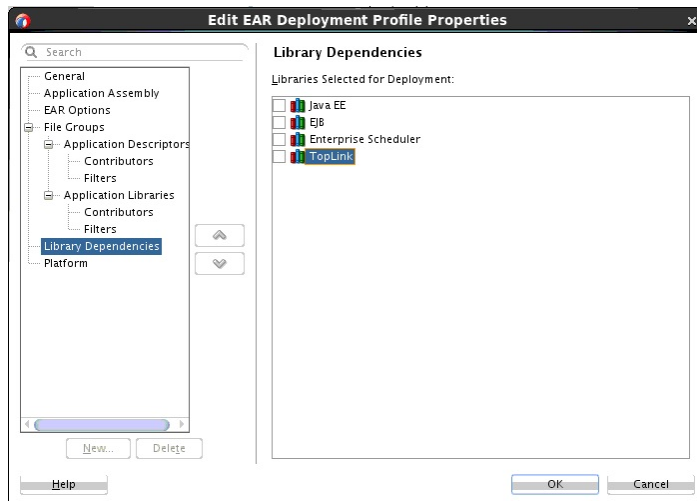 Edit EAR Deployment Profile Properties
Search
General
Application Assembly
EAR Options
File Groups
Application Descriptors
Contributors
Filters
Application Libraries
Contributors
Filters
Library Dependencies
Platform
New...
Delete
Library Dependencies
Libraries Selected for Deployment:
Java EE
EJB
Enterprise Scheduler
TopLink
Help
OK
Cancel